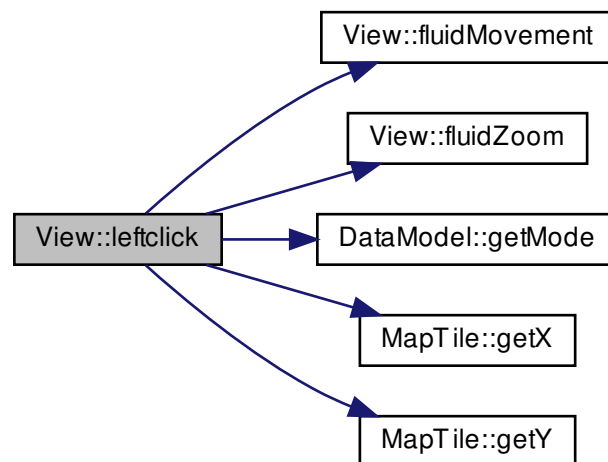 View::fluidMovement
View::fluidZoom
View::leftclick
DataModel::getMode
MapTile::getX
MapTile::getY